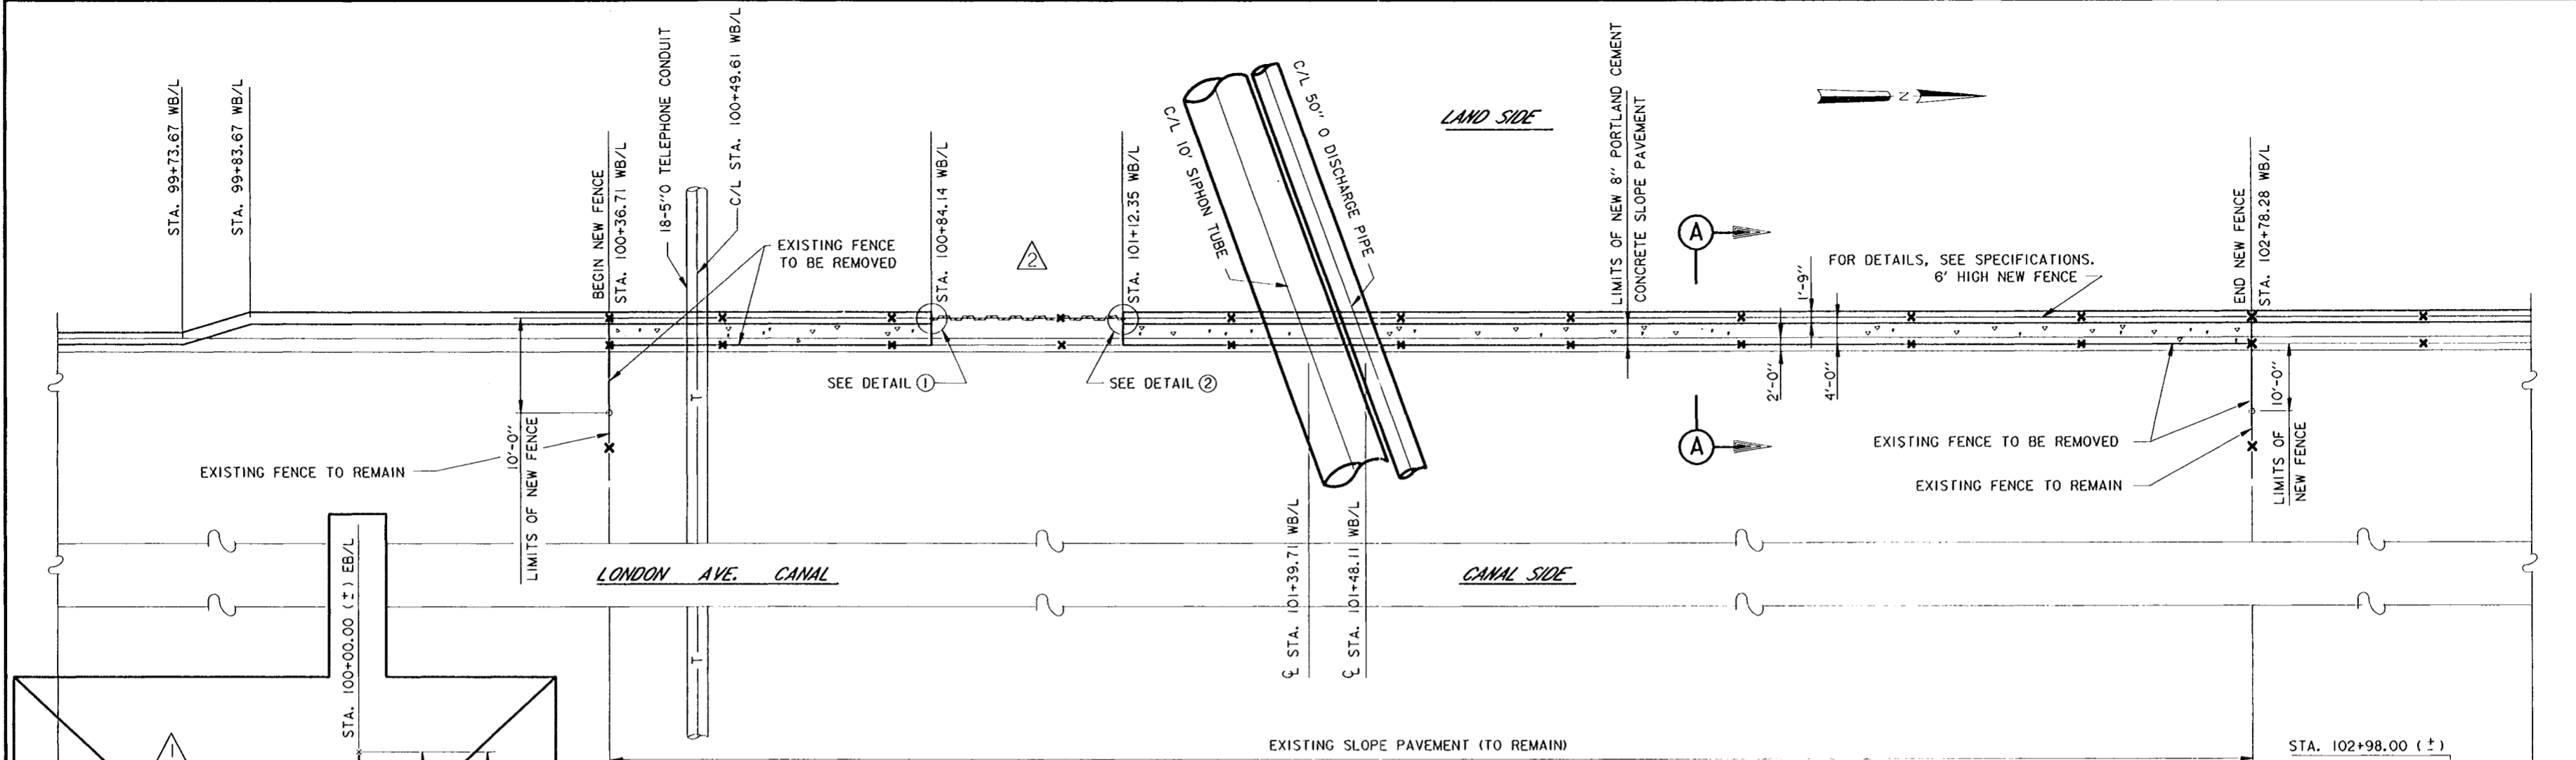 STA. 99+73.67 WB/L
STA. 99+83.67 WB/L
BEGIN NEW FENCE
STA. 100+36.71 WB/L
18-5"O TELEPHONE CONDUIT
C/L STA. 100+49.61 WB/L
EXISTING FENCE
TO BE REMOVED
STA. 100+84.14 WB/L
2
STA. 101+12.35 WB/L
C/L 10' SIPHON TUBE
C/L 50" O DISCHARGE PIPE
LAND SIDE
LIMITS OF NEW 8" PORTLAND CEMENT
CONCRETE SLOPE PAVEMENT
N
A
FOR DETAILS, SEE SPECIFICATIONS.
6' HIGH NEW FENCE
END NEW FENCE
STA. 102+78.28 WB/L
1'-9"
2'-0"
4'-0"
SEE DETAIL 1
SEE DETAIL 2
A
10'-0"
LIMITS OF NEW FENCE
EXISTING FENCE TO REMAIN
T
EXISTING FENCE TO BE REMOVED
EXISTING FENCE TO REMAIN
10'-0"
LIMITS OF
NEW FENCE
STA. 100+00.00 (±) EB/L
LONDON AVE. CANAL
CANAL SIDE
℄ STA. 101+39.71 WB/L
℄ STA. 101+48.11 WB/L
T
1
EXISTING SLOPE PAVEMENT (TO REMAIN)
STA. 102+98.00 (±)